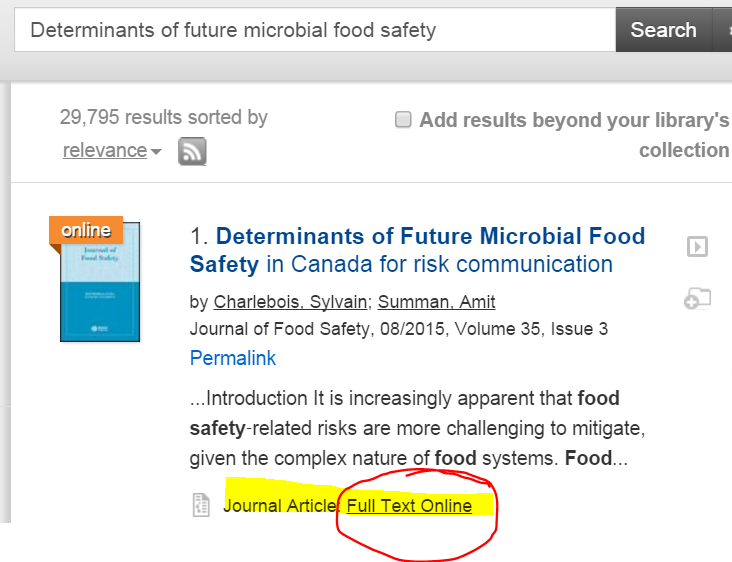 Determinants of future microbial food safety
Search
29,795 results sorted by
relevance
Add results beyond your library's
collection
online
Journal of
Food Safety
1. Determinants of Future Microbial Food
Safety in Canada for risk communication
by Charlebois, Sylvain; Summan, Amit
Journal of Food Safety, 08/2015, Volume 35, Issue 3
Permalink
...Introduction It is increasingly apparent that food
safety-related risks are more challenging to mitigate,
given the complex nature of food systems. Food...
Journal Article: Full Text Online